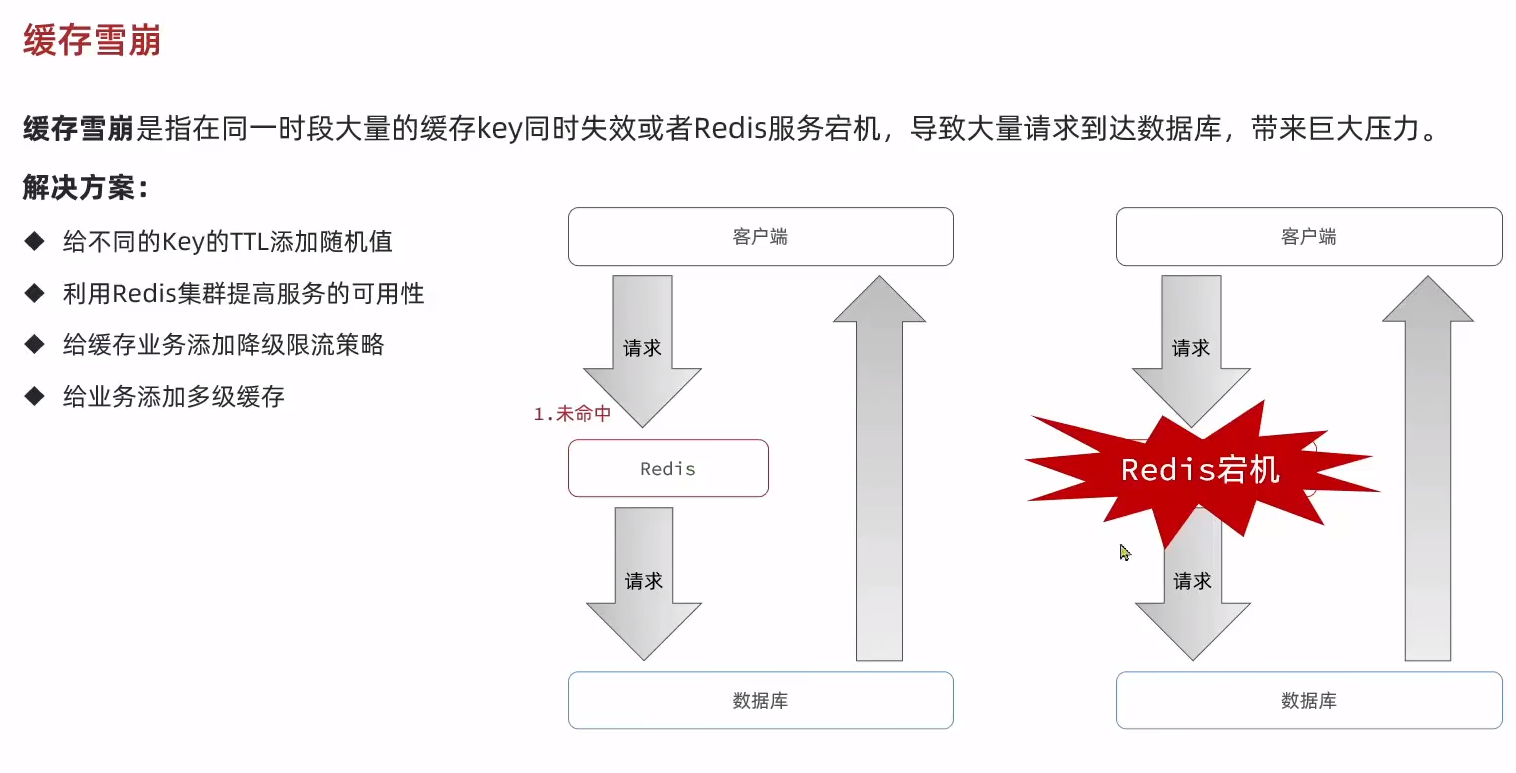 缓存雪崩
缓存雪崩是指在同一时段大量的缓存key同时失效或者Redis服务宕机，导致大量请求到达数据库，带来巨大压力。
解决方案：
◆ 给不同的Key的TTL添加随机值
◆ 利用Redis集群提高服务的可用性
◆ 给缓存业务添加降级限流策略
◆ 给业务添加多级缓存
客户端
请求
1.未命中
Redis
请求
数据库
客户端
请求
Redis宕机
请求
数据库